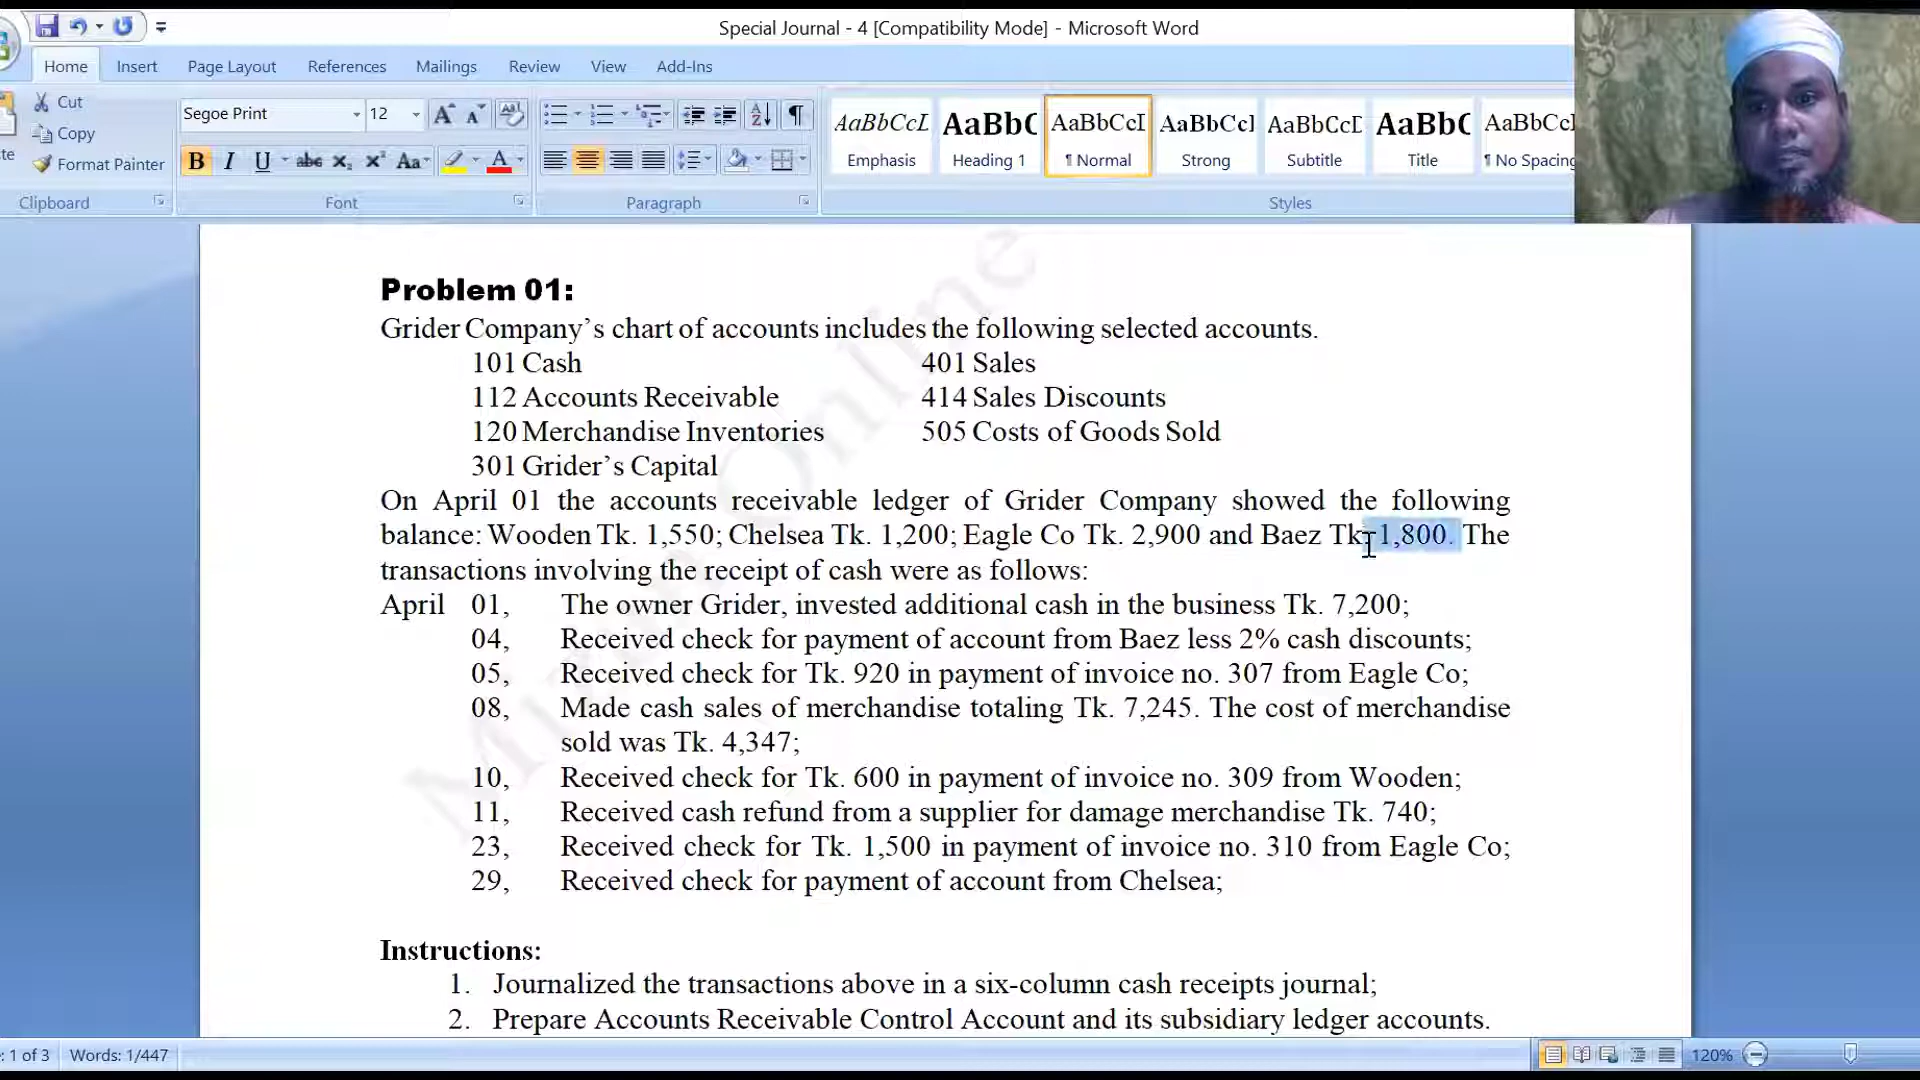 Special Journal - 4 [Compatibility Mode] - Microsoft Word
Home Insert Page Layout References Mailings Review View Add-Ins
Cut
Copy
Format Painter
Clipboard
Segoe Print 12
B I U abc x₂ x² Aa A
Font
Paragraph
AaBbCcI AaBbC AaBbCcI AaBbCcI AaBbCcD AaBbC AaBbCcI
Emphasis Heading 1 ¶ Normal Strong Subtitle Title ¶ No Spacing
Styles
Problem 01:
Grider Company’s chart of accounts includes the following selected accounts.
101 Cash 401 Sales
112 Accounts Receivable 414 Sales Discounts
120 Merchandise Inventories 505 Costs of Goods Sold
301 Grider’s Capital
On April 01 the accounts receivable ledger of Grider Company showed the following
balance: Wooden Tk. 1,550; Chelsea Tk. 1,200; Eagle Co Tk. 2,900 and Baez Tk. 1,800. The
transactions involving the receipt of cash were as follows:
April 01, The owner Grider, invested additional cash in the business Tk. 7,200;
04, Received check for payment of account from Baez less 2% cash discounts;
05, Received check for Tk. 920 in payment of invoice no. 307 from Eagle Co;
08, Made cash sales of merchandise totaling Tk. 7,245. The cost of merchandise
sold was Tk. 4,347;
10, Received check for Tk. 600 in payment of invoice no. 309 from Wooden;
11, Received cash refund from a supplier for damage merchandise Tk. 740;
23, Received check for Tk. 1,500 in payment of invoice no. 310 from Eagle Co;
29, Received check for payment of account from Chelsea;
Instructions:
1. Journalized the transactions above in a six-column cash receipts journal;
2. Prepare Accounts Receivable Control Account and its subsidiary ledger accounts.
: 1 of 3 Words: 1/447 120%